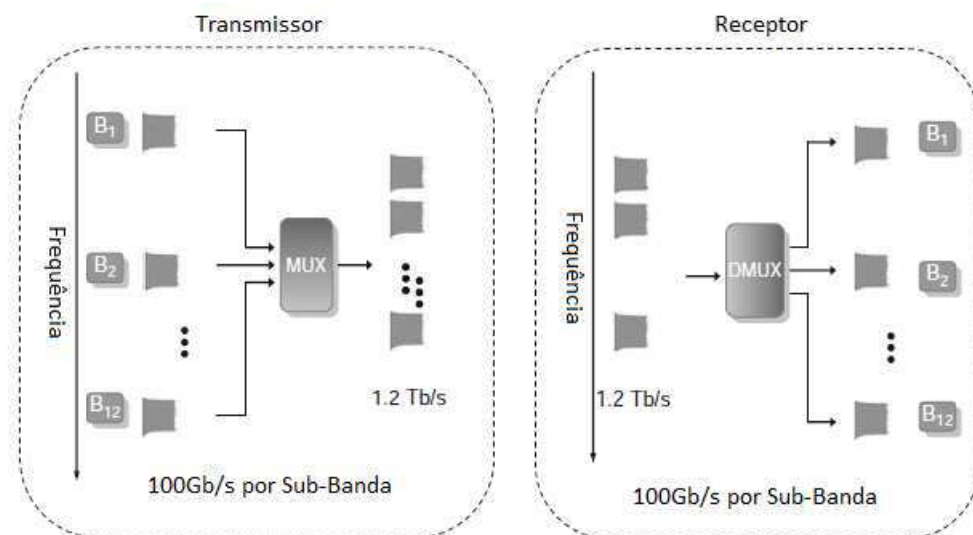 Transmissor
Frequência
B1
B2
B12
MUX
1.2 Tb/s
100Gb/s por Sub-Banda
Receptor
Frequência
1.2 Tb/s
DMUX
B1
B2
B12
100Gb/s por Sub-Banda